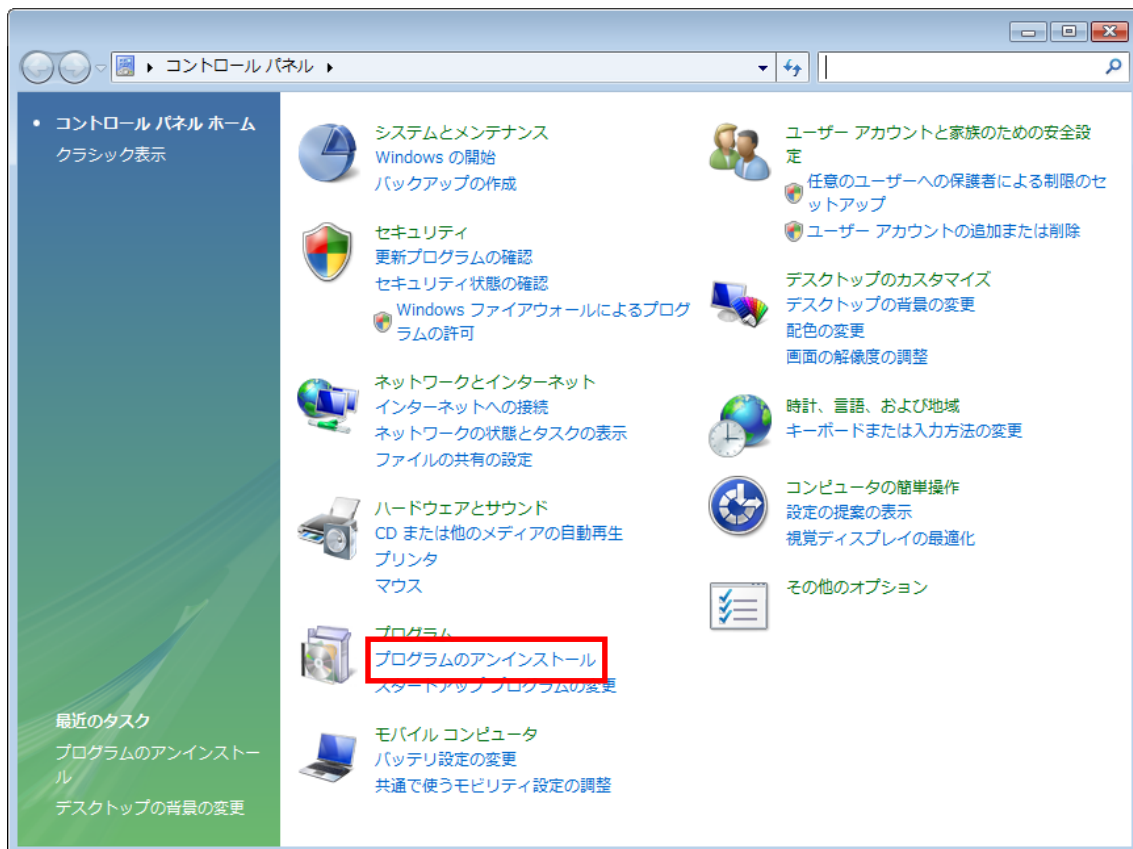 コントロール パネル
コントロール パネル ホーム
クラシック表示
システムとメンテナンス
Windows の開始
バックアップの作成
セキュリティ
更新プログラムの確認
セキュリティ状態の確認
Windows ファイアウォールによるプログ
ラムの許可
ネットワークとインターネット
インターネットへの接続
ネットワークの状態とタスクの表示
ファイルの共有の設定
ハードウェアとサウンド
CD または他のメディアの自動再生
プリンタ
マウス
プログラム
プログラムのアンインストール
スタートアップ プログラムの変更
モバイル コンピュータ
バッテリ設定の変更
共通で使うモビリティ設定の調整
ユーザー アカウントと家族のための安全設
定
任意のユーザーへの保護者による制限のセ
ットアップ
ユーザー アカウントの追加または削除
デスクトップのカスタマイズ
デスクトップの背景の変更
配色の変更
画面の解像度の調整
時計、言語、および地域
キーボードまたは入力方法の変更
コンピュータの簡単操作
設定の提案の表示
視覚ディスプレイの最適化
その他のオプション
最近のタスク
プログラムのアンインストー
ル
デスクトップの背景の変更